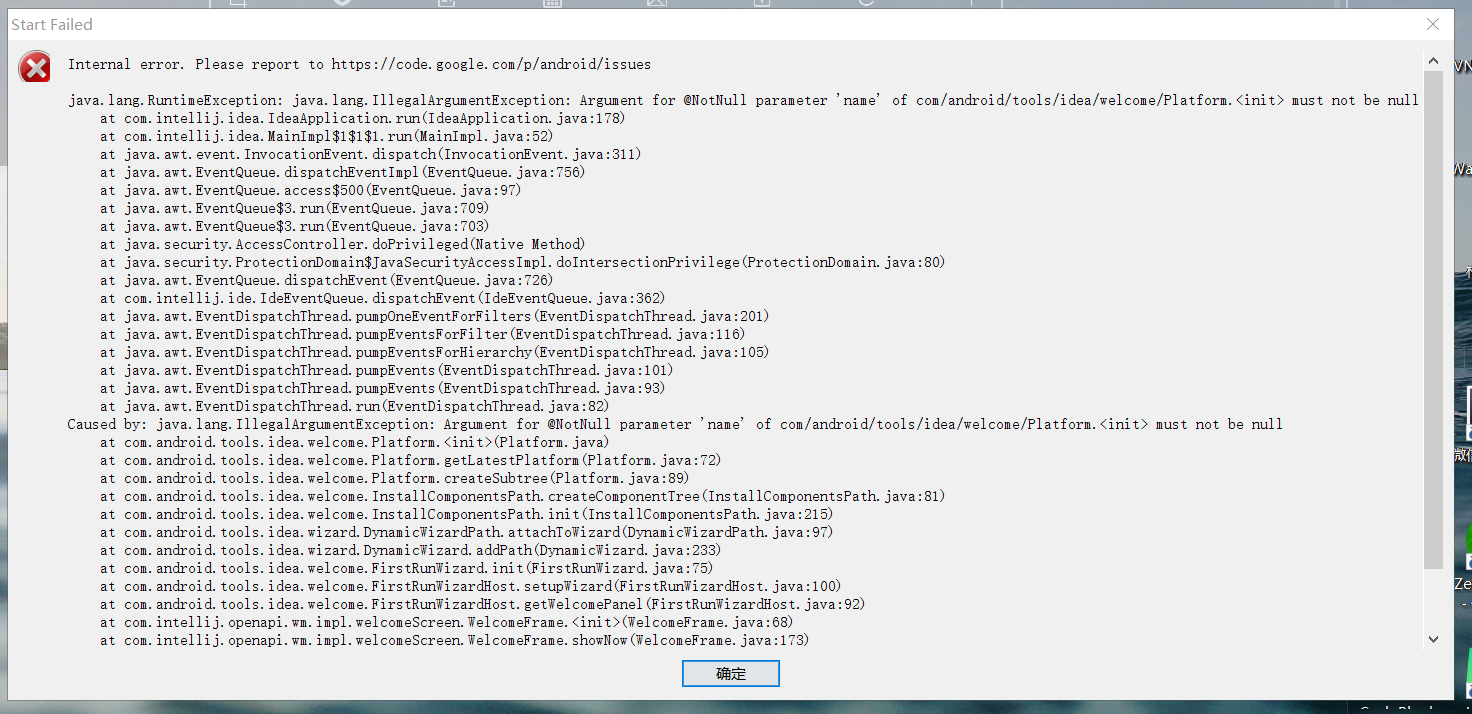 Start Failed
Internal error. Please report to https://code.google.com/p/android/issues
java.lang.RuntimeException: java.lang.IllegalArgumentException: Argument for @NotNull parameter 'name' of com/android/tools/idea/welcome/Platform.<init> must not be null
at com.intellij.idea.IdeaApplication.run(IdeaApplication.java:178)
at com.intellij.idea.MainImpl$1$1$1.run(MainImpl.java:52)
at java.awt.event.InvocationEvent.dispatch(InvocationEvent.java:311)
at java.awt.EventQueue.dispatchEventImpl(EventQueue.java:756)
at java.awt.EventQueue.access$500(EventQueue.java:97)
at java.awt.EventQueue$3.run(EventQueue.java:709)
at java.awt.EventQueue$3.run(EventQueue.java:703)
at java.security.AccessController.doPrivileged(Native Method)
at java.security.ProtectionDomain$JavaSecurityAccessImpl.doIntersectionPrivilege(ProtectionDomain.java:80)
at java.awt.EventQueue.dispatchEvent(EventQueue.java:726)
at com.intellij.ide.IdeEventQueue.dispatchEvent(IdeEventQueue.java:362)
at java.awt.EventDispatchThread.pumpOneEventForFilters(EventDispatchThread.java:201)
at java.awt.EventDispatchThread.pumpEventsForFilter(EventDispatchThread.java:116)
at java.awt.EventDispatchThread.pumpEventsForHierarchy(EventDispatchThread.java:105)
at java.awt.EventDispatchThread.pumpEvents(EventDispatchThread.java:101)
at java.awt.EventDispatchThread.pumpEvents(EventDispatchThread.java:93)
at java.awt.EventDispatchThread.run(EventDispatchThread.java:82)
Caused by: java.lang.IllegalArgumentException: Argument for @NotNull parameter 'name' of com/android/tools/idea/welcome/Platform.<init> must not be null
at com.android.tools.idea.welcome.Platform.<init>(Platform.java)
at com.android.tools.idea.welcome.Platform.getLatestPlatform(Platform.java:72)
at com.android.tools.idea.welcome.Platform.createSubtree(Platform.java:89)
at com.android.tools.idea.welcome.InstallComponentsPath.createComponentTree(InstallComponentsPath.java:81)
at com.android.tools.idea.welcome.InstallComponentsPath.init(InstallComponentsPath.java:215)
at com.android.tools.idea.wizard.DynamicWizardPath.attachToWizard(DynamicWizardPath.java:97)
at com.android.tools.idea.wizard.DynamicWizard.addPath(DynamicWizard.java:233)
at com.android.tools.idea.welcome.FirstRunWizard.init(FirstRunWizard.java:75)
at com.android.tools.idea.welcome.FirstRunWizardHost.setupWizard(FirstRunWizardHost.java:100)
at com.android.tools.idea.welcome.FirstRunWizardHost.getWelcomePanel(FirstRunWizardHost.java:92)
at com.intellij.openapi.wm.impl.welcomeScreen.WelcomeFrame.<init>(WelcomeFrame.java:68)
at com.intellij.openapi.wm.impl.welcomeScreen.WelcomeFrame.showNow(WelcomeFrame.java:173)
确定